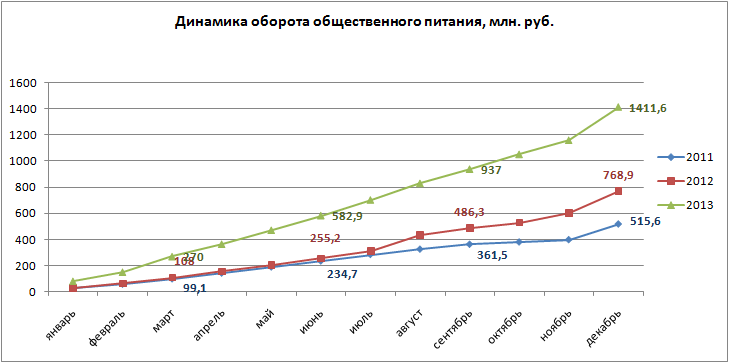 Динамика оборота общественного питания, млн. руб.
1600
1400
1200
1000
800
600
400
200
0
1411,6
937
582,9
270
768,9
486,3
255,2
108
515,6
361,5
234,7
99,1
январь
февраль
март
апрель
май
июнь
июль
август
сентябрь
октябрь
ноябрь
декабрь
2011
2012
2013